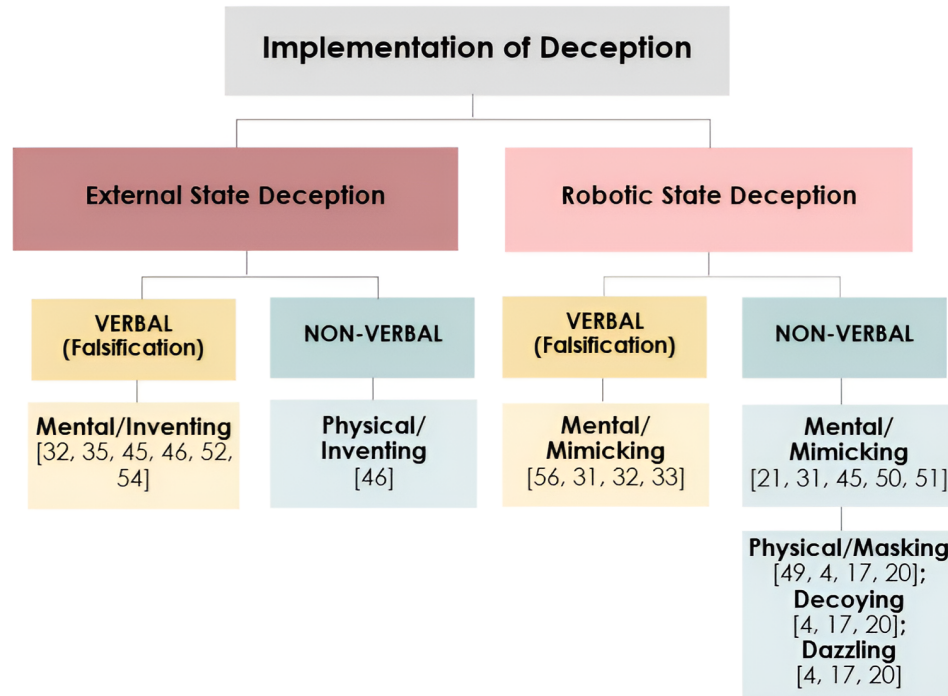 Implementation of Deception
External State Deception
Robotic State Deception
VERBAL
(Falsification)
NON-VERBAL
VERBAL
(Falsification)
NON-VERBAL
Mental/Inventing
[32, 35, 45, 46, 52,
54]
Physical/
Inventing
[46]
Mental/
Mimicking
[56, 31, 32, 33]
Mental/
Mimicking
[21, 31, 45, 50, 51]
Physical/Masking
[49, 4, 17, 20];
Decoying
[4, 17, 20];
Dazzling
[4, 17, 20]